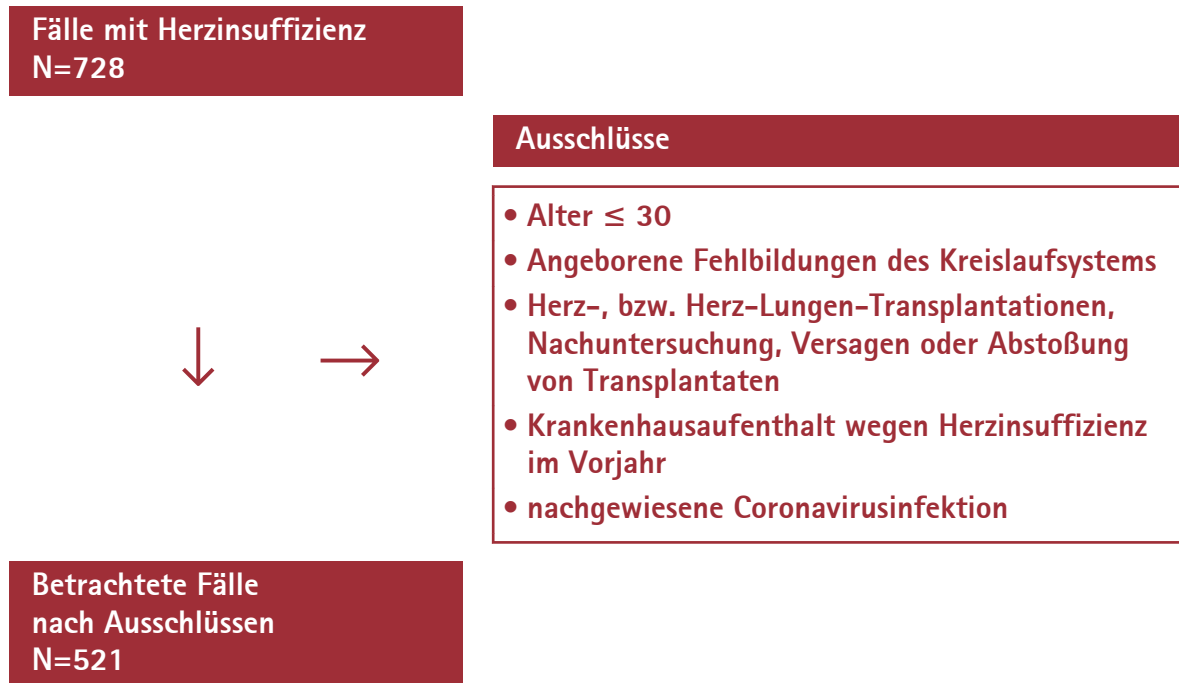 Fälle mit Herzinsuffizienz
N=728
Ausschlüsse
• Alter ≤ 30
• Angeborene Fehlbildungen des Kreislaufsystems
• Herz-, bzw. Herz-Lungen-Transplantationen,
Nachuntersuchung, Versagen oder Abstoßung
von Transplantaten
• Krankenhausaufenthalt wegen Herzinsuffizienz
im Vorjahr
• nachgewiesene Coronavirusinfektion
Betrachtete Fälle
nach Ausschlüssen
N=521